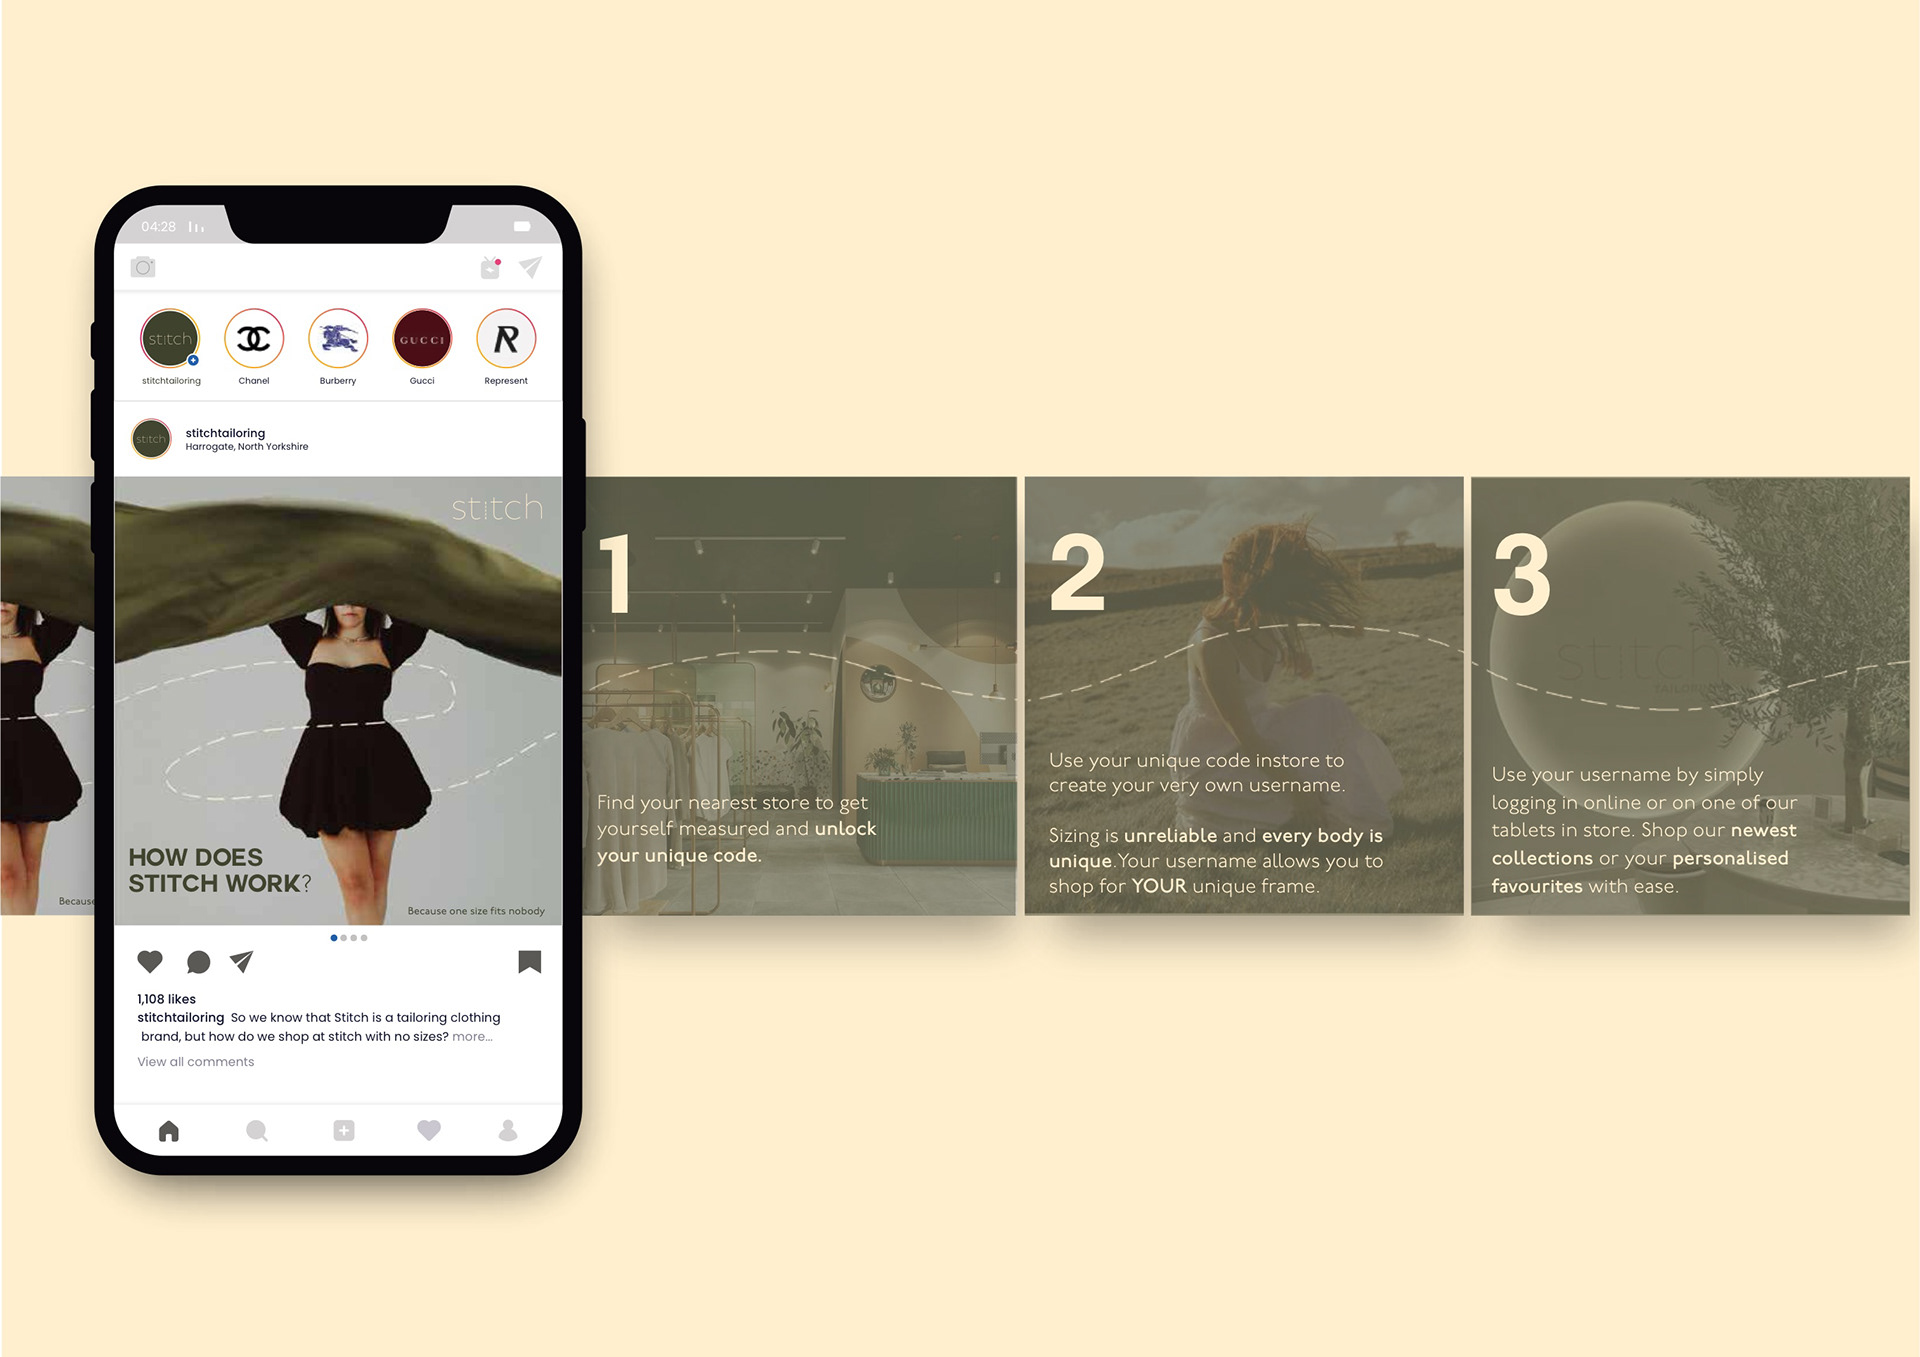 04:28
stitch
GUCCI
R
stitchtailoring
Chanel
Burberry
Gucci
Represent
stitch
stitchtailoring
Harrogate, North Yorkshire
stitch
HOW DOES
STITCH WORK?
Because one size fits nobody
Because
1,108 likes
stitchtailoring So we know that Stitch is a tailoring clothing
brand, but how do we shop at stitch with no sizes? more...
View all comments
1
Find your nearest store to get
yourself measured and unlock
your unique code.
2
Use your unique code instore to
create your very own username.
Sizing is unreliable and every body is
unique.Your username allows you to
shop for YOUR unique frame.
3
stitch
Use your username by simply
logging in online or on one of our
tablets in store. Shop our newest
collections or your personalised
favourites with ease.